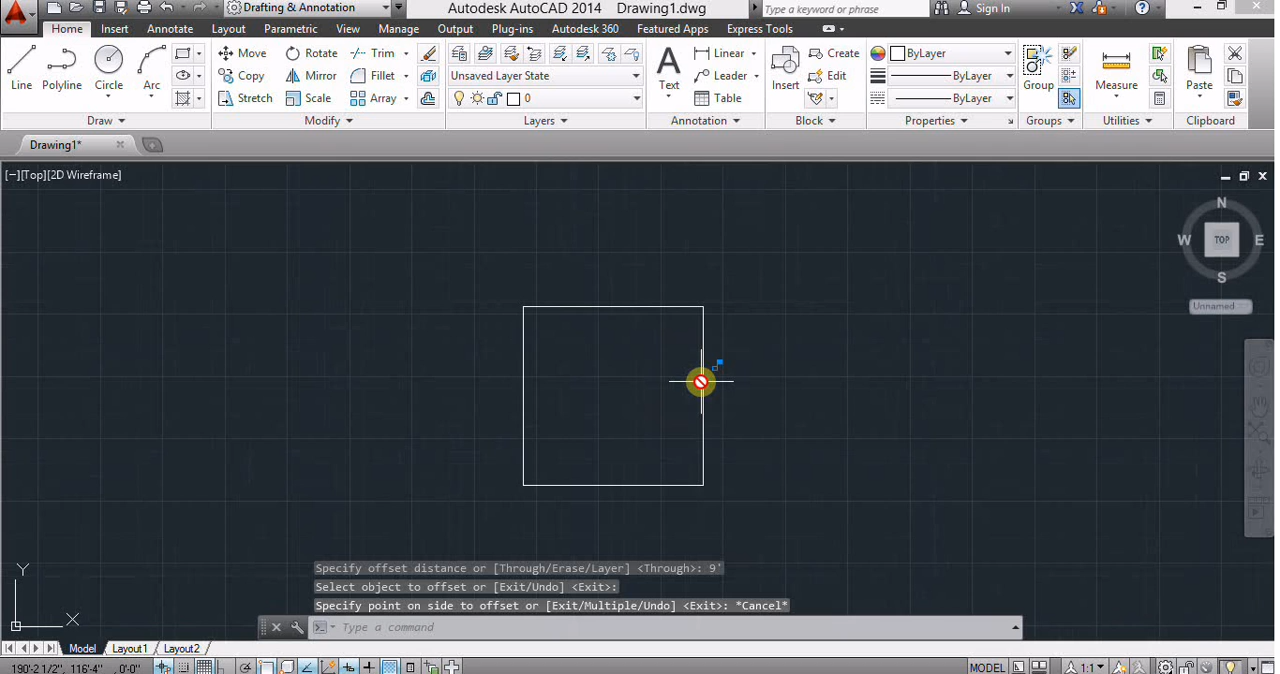 Drafting & Annotation Autodesk AutoCAD 2014 Drawing1.dwg Type a keyword or phrase Sign In
Home Insert Annotate Layout Parametric View Manage Output Plug-ins Autodesk 360 Featured Apps Express Tools
Move Rotate Trim Unsaved Layer State Linear Create ByLayer
Line Polyline Circle Arc Copy Mirror Fillet Text Leader Insert Edit ByLayer Group Measure Paste
Stretch Scale Array 0 Table ByLayer
Draw Modify Layers Annotation Block Properties Groups Utilities Clipboard
Drawing1*
[−][Top][2D Wireframe]
N
W TOP E
S
Unnamed
Specify offset distance or [Through/Erase/Layer] <Through>: 9'
Select object to offset or [Exit/Undo] <Exit>:
Specify point on side to offset or [Exit/Multiple/Undo] <Exit>: *Cancel*
Y
X
Type a command
Model Layout1 Layout2
190'-2 1/2", 116'-4", 0'-0" MODEL 1:1